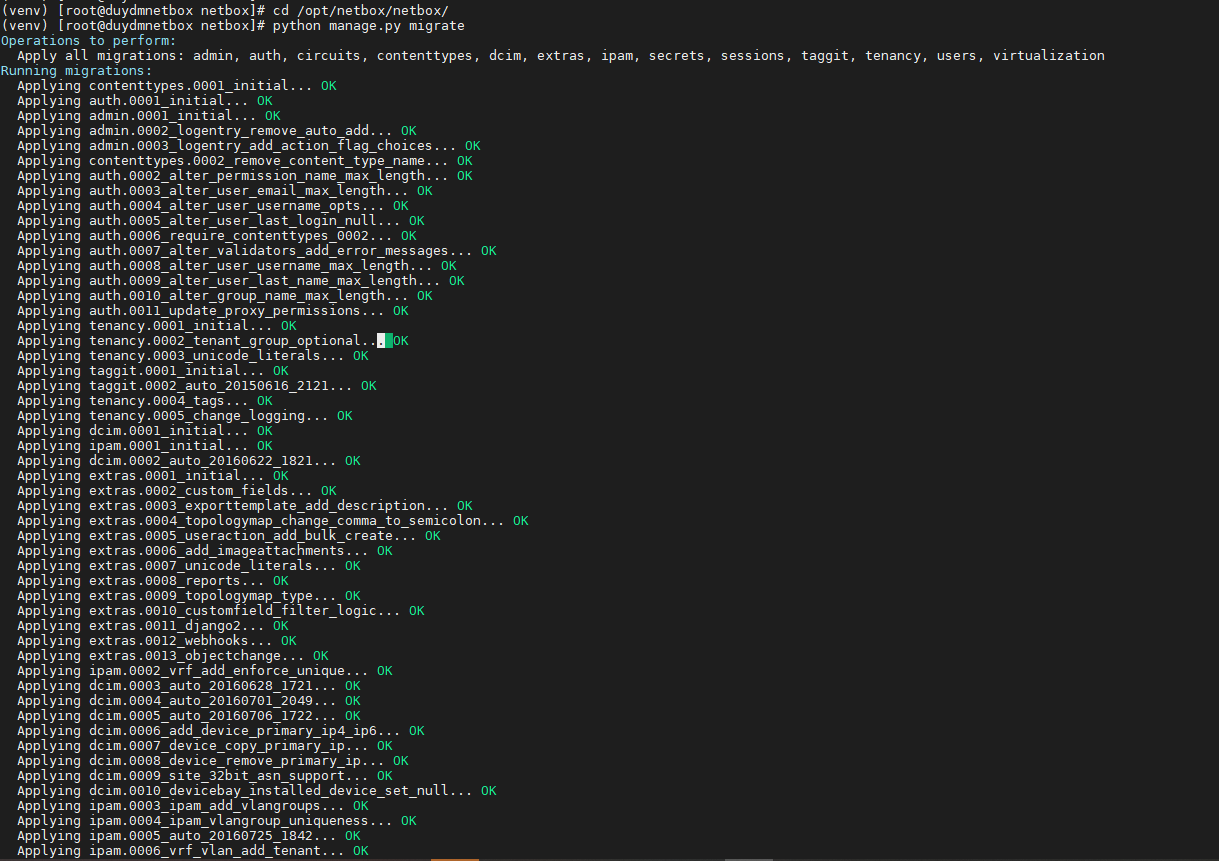 (venv) [root@duydmnetbox netbox]# cd /opt/netbox/netbox/
(venv) [root@duydmnetbox netbox]# python manage.py migrate
Operations to perform:
  Apply all migrations: admin, auth, circuits, contenttypes, dcim, extras, ipam, secrets, sessions, taggit, tenancy, users, virtualization
Running migrations:
  Applying contenttypes.0001_initial... OK
  Applying auth.0001_initial... OK
  Applying admin.0001_initial... OK
  Applying admin.0002_logentry_remove_auto_add... OK
  Applying admin.0003_logentry_add_action_flag_choices... OK
  Applying contenttypes.0002_remove_content_type_name... OK
  Applying auth.0002_alter_permission_name_max_length... OK
  Applying auth.0003_alter_user_email_max_length... OK
  Applying auth.0004_alter_user_username_opts... OK
  Applying auth.0005_alter_user_last_login_null... OK
  Applying auth.0006_require_contenttypes_0002... OK
  Applying auth.0007_alter_validators_add_error_messages... OK
  Applying auth.0008_alter_user_username_max_length... OK
  Applying auth.0009_alter_user_last_name_max_length... OK
  Applying auth.0010_alter_group_name_max_length... OK
  Applying auth.0011_update_proxy_permissions... OK
  Applying tenancy.0001_initial... OK
  Applying tenancy.0002_tenant_group_optional... OK
  Applying tenancy.0003_unicode_literals... OK
  Applying taggit.0001_initial... OK
  Applying taggit.0002_auto_20150616_2121... OK
  Applying tenancy.0004_tags... OK
  Applying tenancy.0005_change_logging... OK
  Applying dcim.0001_initial... OK
  Applying ipam.0001_initial... OK
  Applying dcim.0002_auto_20160622_1821... OK
  Applying extras.0001_initial... OK
  Applying extras.0002_custom_fields... OK
  Applying extras.0003_exporttemplate_add_description... OK
  Applying extras.0004_topologymap_change_comma_to_semicolon... OK
  Applying extras.0005_useraction_add_bulk_create... OK
  Applying extras.0006_add_imageattachments... OK
  Applying extras.0007_unicode_literals... OK
  Applying extras.0008_reports... OK
  Applying extras.0009_topologymap_type... OK
  Applying extras.0010_customfield_filter_logic... OK
  Applying extras.0011_django2... OK
  Applying extras.0012_webhooks... OK
  Applying extras.0013_objectchange... OK
  Applying ipam.0002_vrf_add_enforce_unique... OK
  Applying dcim.0003_auto_20160628_1721... OK
  Applying dcim.0004_auto_20160701_2049... OK
  Applying dcim.0005_auto_20160706_1722... OK
  Applying dcim.0006_add_device_primary_ip4_ip6... OK
  Applying dcim.0007_device_copy_primary_ip... OK
  Applying dcim.0008_device_remove_primary_ip... OK
  Applying dcim.0009_site_32bit_asn_support... OK
  Applying dcim.0010_devicebay_installed_device_set_null... OK
  Applying ipam.0003_ipam_add_vlangroups... OK
  Applying ipam.0004_ipam_vlangroup_uniqueness... OK
  Applying ipam.0005_auto_20160725_1842... OK
  Applying ipam.0006_vrf_vlan_add_tenant... OK